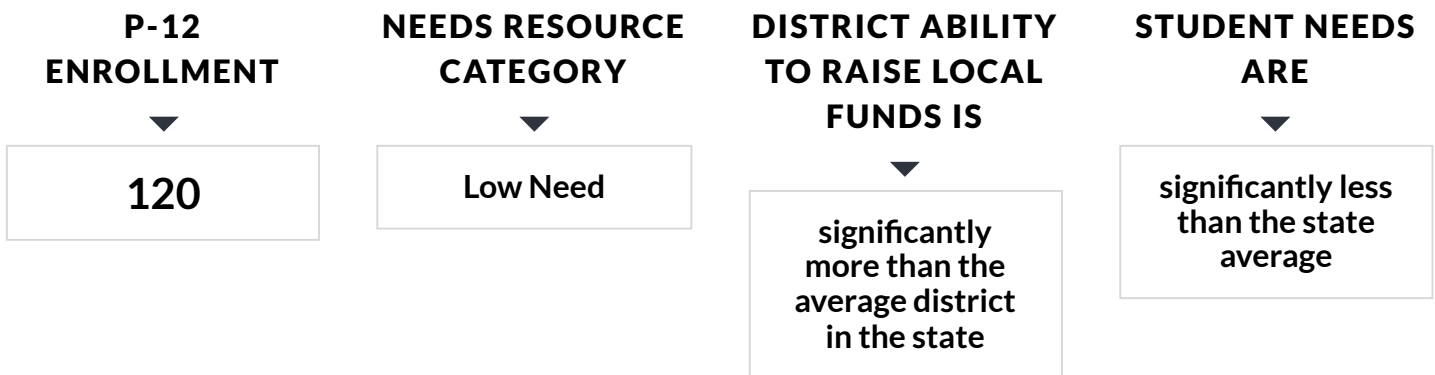 P-12
ENROLLMENT
120
NEEDS RESOURCE
CATEGORY
Low Need
DISTRICT ABILITY
TO RAISE LOCAL
FUNDS IS
significantly
more than the
average district
in the state
STUDENT NEEDS
ARE
significantly less
than the state
average